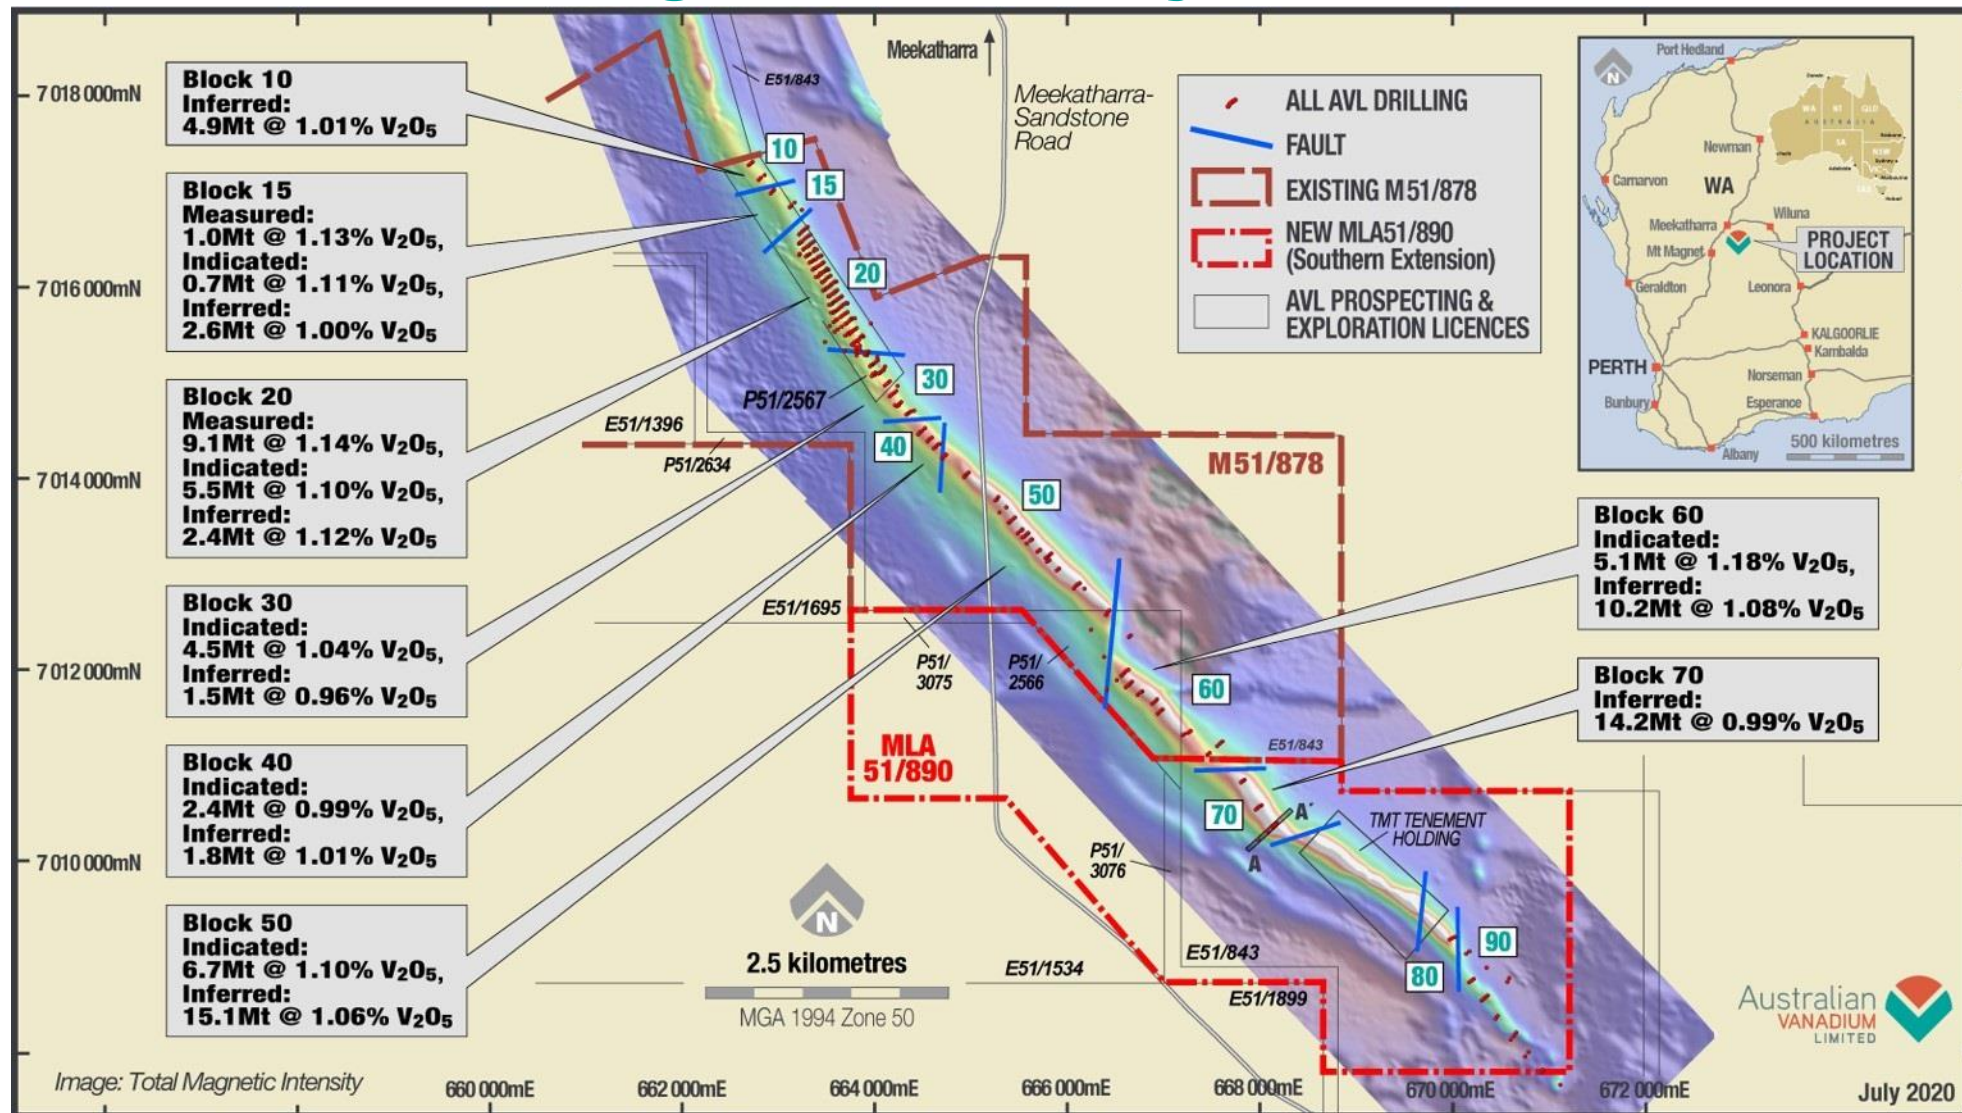 Block 10
Inferred:
4.9Mt @ 1.01% V₂O₅
Block 15
Measured:
1.0Mt @ 1.13% V₂O₅,
Indicated:
0.7Mt @ 1.11% V₂O₅,
Inferred:
2.6Mt @ 1.00% V₂O₅
Block 20
Measured:
9.1Mt @ 1.14% V₂O₅,
Indicated:
5.5Mt @ 1.10% V₂O₅,
Inferred:
2.4Mt @ 1.12% V₂O₅
Block 30
Indicated:
4.5Mt @ 1.04% V₂O₅,
Inferred:
1.5Mt @ 0.96% V₂O₅
Block 40
Indicated:
2.4Mt @ 0.99% V₂O₅,
Inferred:
1.8Mt @ 1.01% V₂O₅
Block 50
Indicated:
6.7Mt @ 1.10% V₂O₅,
Inferred:
15.1Mt @ 1.06% V₂O₅
Block 60
Indicated:
5.1Mt @ 1.18% V₂O₅,
Inferred:
10.2Mt @ 1.08% V₂O₅
Block 70
Inferred:
14.2Mt @ 0.99% V₂O₅
7 018 000mN
7 016 000mN
7 014 000mN
7 012 000mN
7 010 000mN
660 000mE
662 000mE
664 000mE
666 000mE
668 000mE
670 000mE
672 000mE
Meekatharra
Meekatharra-
Sandstone
Road
E51/843
10
15
20
30
40
50
60
70
80
90
P51/2567
E51/1396
P51/2634
M51/878
E51/1695
P51/
3075
P51/
2566
MLA
51/890
E51/843
A'
A
TMT TENEMENT
HOLDING
P51/
3076
E51/843
E51/1534
E51/1899
ALL AVL DRILLING
FAULT
EXISTING M51/878
NEW MLA51/890
(Southern Extension)
AVL PROSPECTING &
EXPLORATION LICENCES
N
Port Hedland
Newman
Carnarvon
WA
Meekatharra
Wiluna
Mt Magnet
PROJECT
LOCATION
Geraldton
Leonora
KALGOORLIE
Kambalda
PERTH
Norseman
Bunbury
Esperance
Albany
500 kilometres
WA
NT
QLD
AUSTRALIA
SA
NSW
N
2.5 kilometres
MGA 1994 Zone 50
Image: Total Magnetic Intensity
Australian
VANADIUM
LIMITED
July 2020